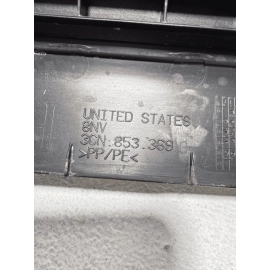 UNITED STATES
8NV
3CN.853.369
>PP/PE<